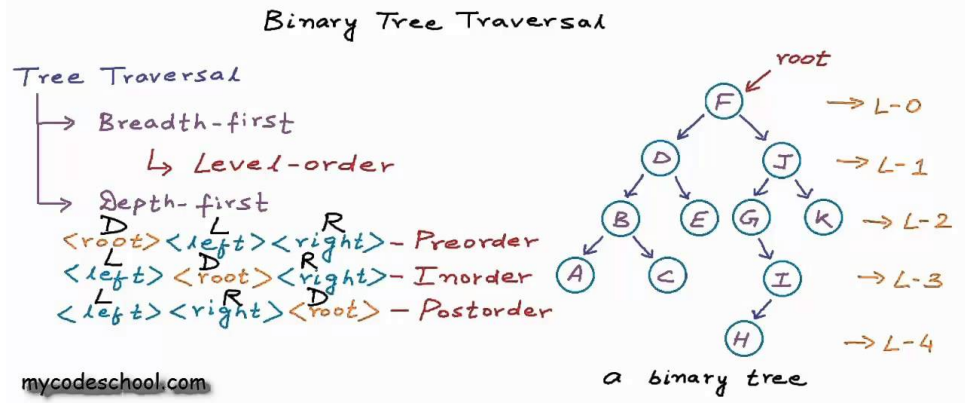 Binary Tree Traversal
Tree Traversal
Breadth-first
Level-order
Depth-first
D L R
<root><left><right> - Preorder
L D R
<left><root><right> - Inorder
L R D
<left><right><root> - Postorder
mycodeschool.com
root
F → L-0
D J → L-1
B E G K → L-2
A C I → L-3
H → L-4
a binary tree